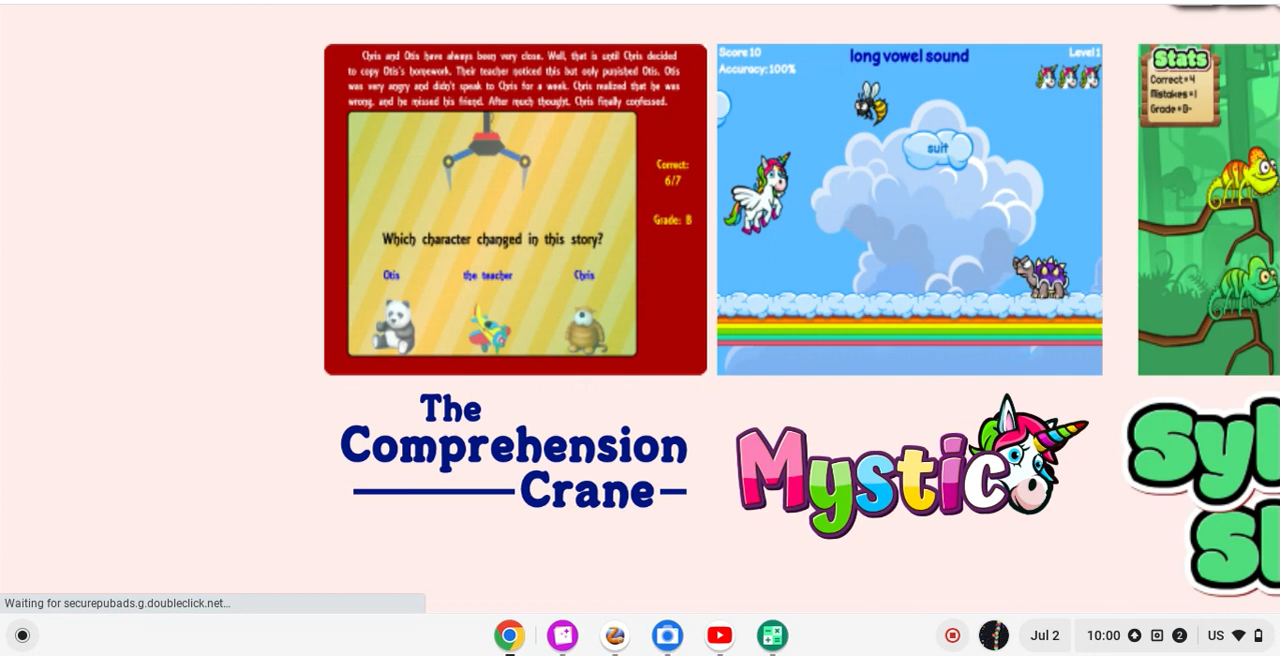 Chris and Otis have always been very close. Well, that is until Chris decided
to copy Otis's homework. Their teacher noticed this but only punished Otis. Otis
was very angry and didn't speak to Chris for a week. Chris realized that he was
wrong, and he missed his friend. After much thought, Chris finally confessed.
Correct:
6/7
Grade: B
Which character changed in this story?
Otis the teacher Chris
The
Comprehension
Crane
Score10
Accuracy:100%
long vowel sound
Level1
suit
Mystic
Stats
Correct=4
Mistakes=1
Grade=B-
Syl
Waiting for securepubads.g.doubleclick.net...
Jul 2
10:00
2
US